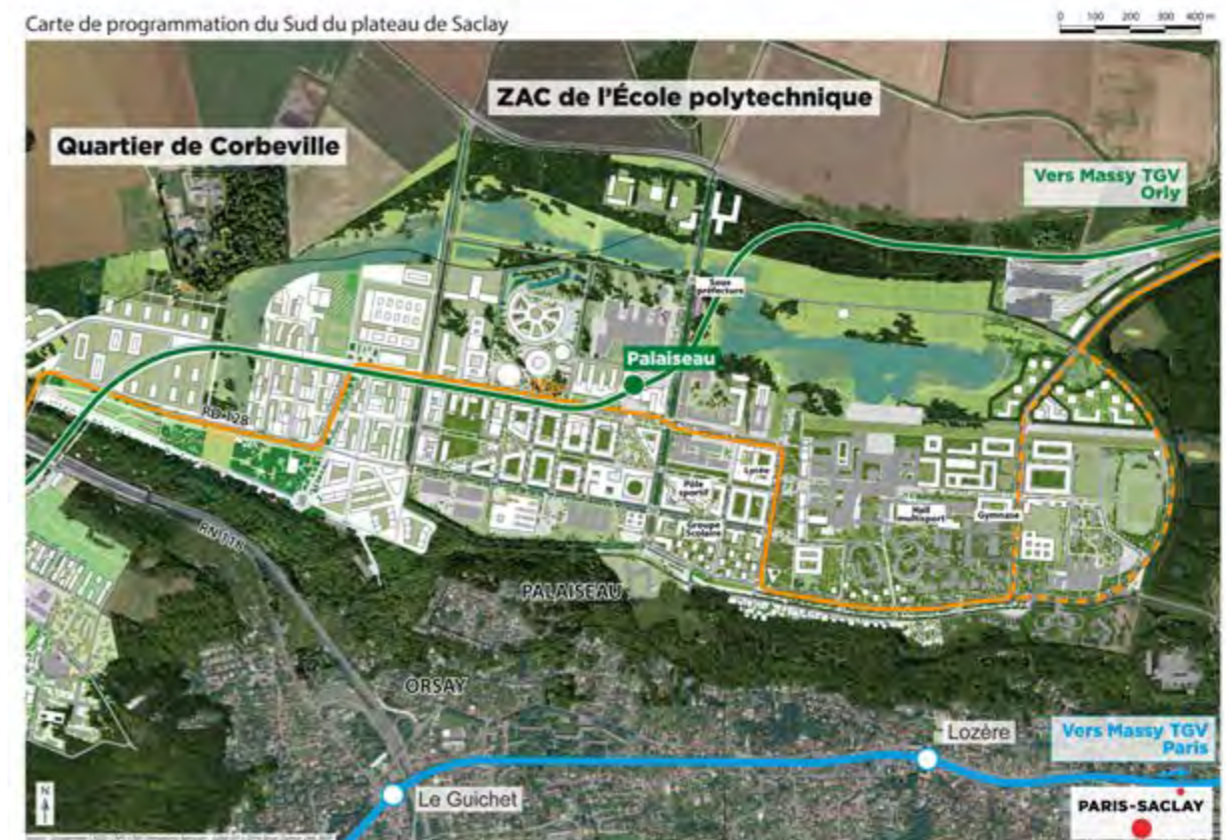 Carte de programmation du Sud du plateau de Saclay
0 100 200 300 400 m
ZAC de l'École polytechnique
Quartier de Corbeville
Vers Massy TGV
Orly
Sous
préfecture
Palaiseau
RD 128
Lycée
Pôle
sportif
Groupe
Scolaire
Hall
multisport
Gymnase
RN 118
PALAISEAU
ORSAY
Lozère
Vers Massy TGV
Paris
Le Guichet
N
PARIS-SACLAY